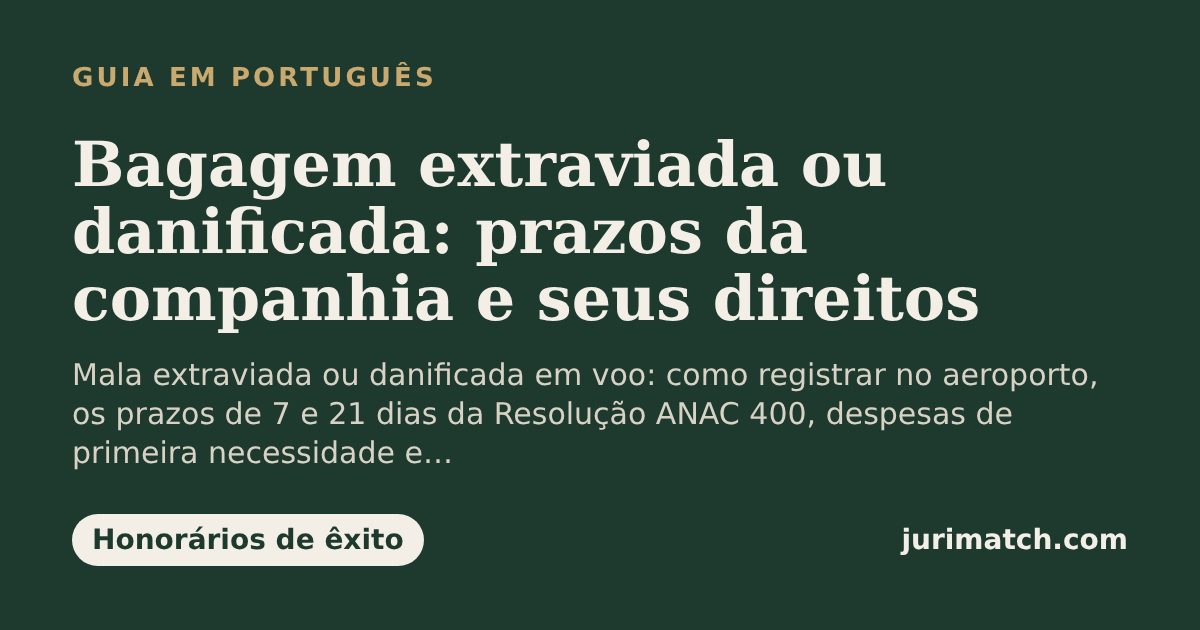 GUIA EM PORTUGUÊS
Bagagem extraviada ou
danificada: prazos da
companhia e seus direitos
Mala extraviada ou danificada em voo: como registrar no aeroporto,
os prazos de 7 e 21 dias da Resolução ANAC 400, despesas de
primeira necessidade e…
Honorários de êxito
jurimatch.com